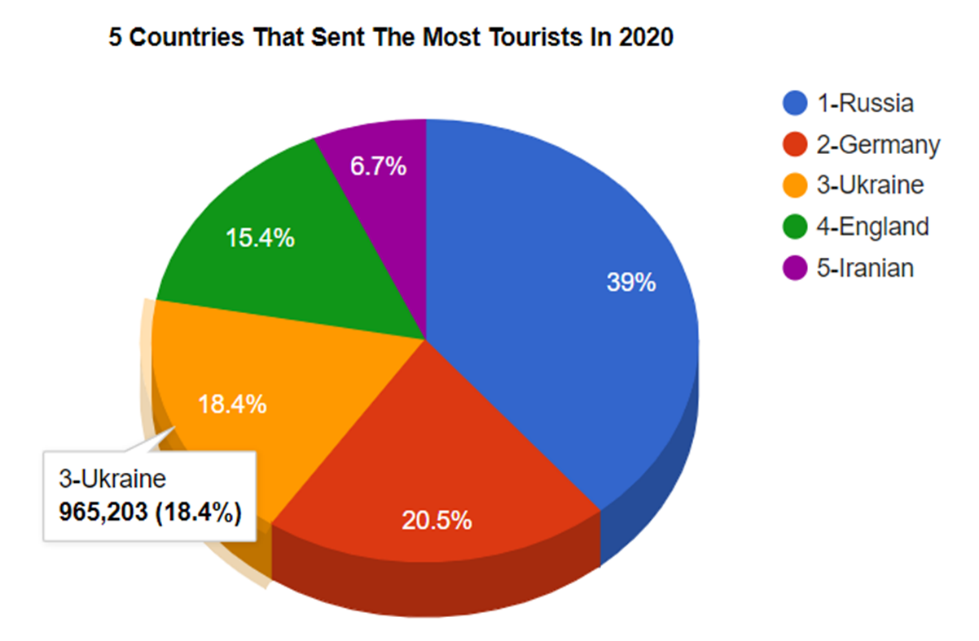 5 Countries That Sent The Most Tourists In 2020
1-Russia
2-Germany
3-Ukraine
4-England
5-Iranian
6.7%
15.4%
39%
18.4%
20.5%
3-Ukraine
965,203 (18.4%)